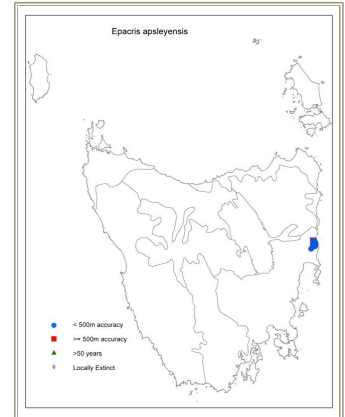 Epacris apsleyensis
< 500m accuracy
>= 500m accuracy
>50 years
Locally Extinct